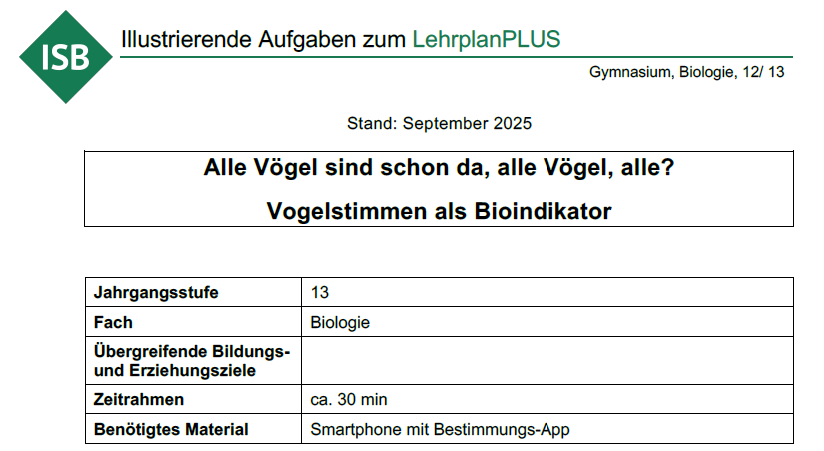 ISB
Illustrierende Aufgaben zum LehrplanPLUS
Gymnasium, Biologie, 12/ 13
Stand: September 2025
Alle Vögel sind schon da, alle Vögel, alle?
Vogelstimmen als Bioindikator
Jahrgangsstufe 13
Fach Biologie
Übergreifende Bildungs-
und Erziehungsziele
Zeitrahmen ca. 30 min
Benötigtes Material Smartphone mit Bestimmungs-App